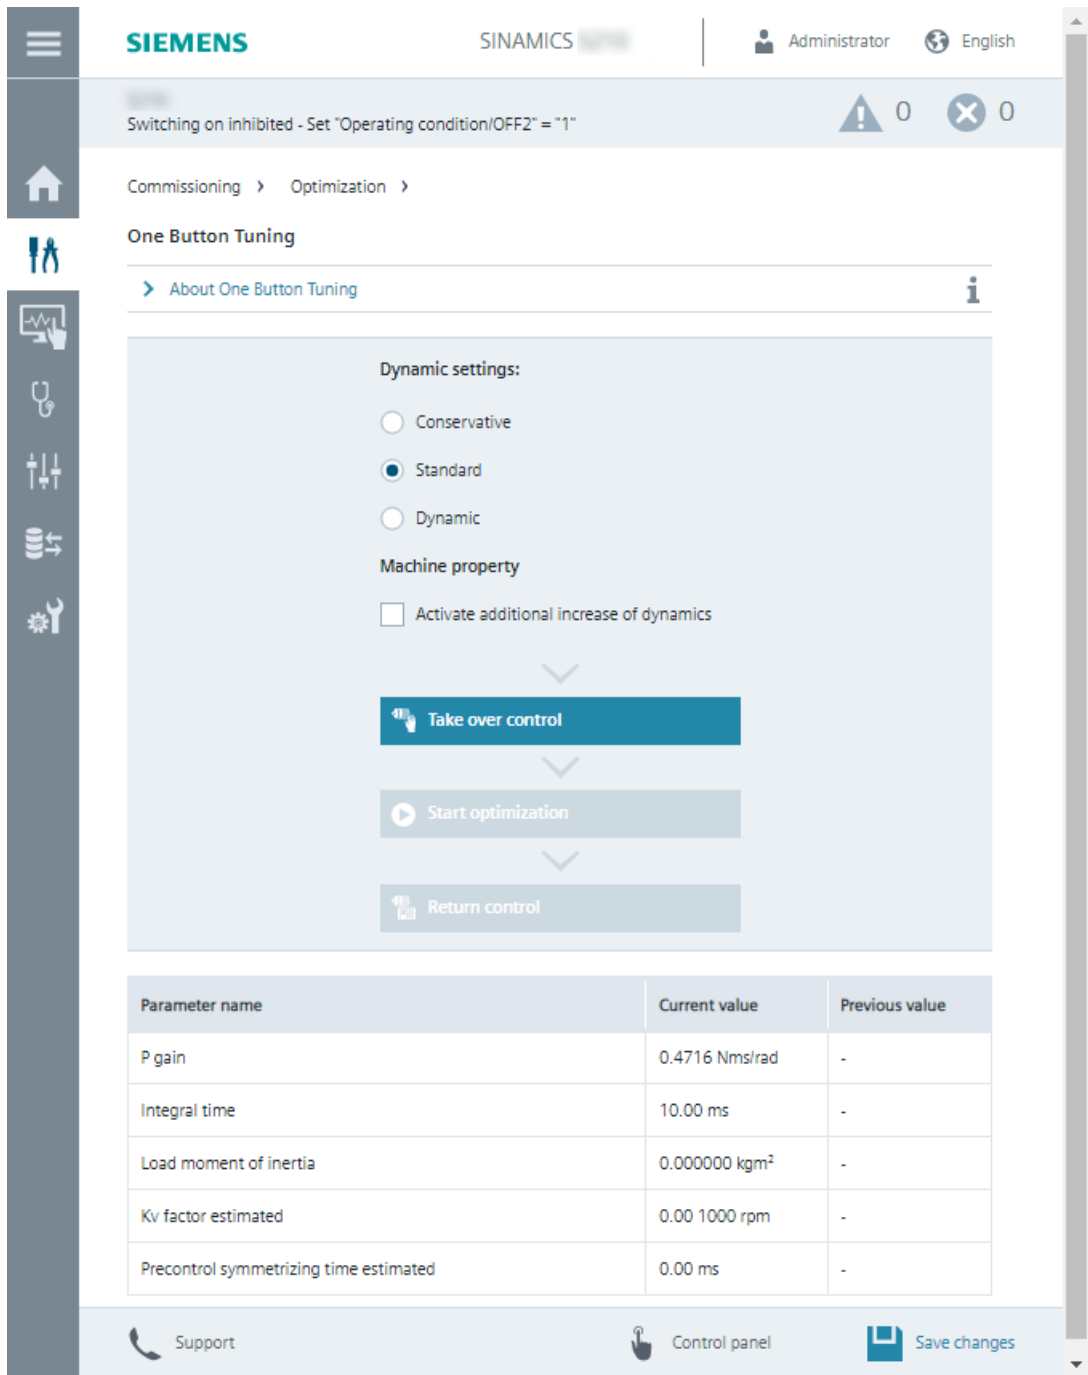 SIEMENS
SINAMICS
Administrator
English
Switching on inhibited - Set "Operating condition/OFF2" = "1"
0
0
Commissioning > Optimization >
One Button Tuning
> About One Button Tuning
i
Dynamic settings:
Conservative
Standard
Dynamic
Machine property
Activate additional increase of dynamics
Take over control
Start optimization
Return control
Parameter name Current value Previous value
P gain 0.4716 Nms/rad -
Integral time 10.00 ms -
Load moment of inertia 0.000000 kgm² -
Kv factor estimated 0.00 1000 rpm -
Precontrol symmetrizing time estimated 0.00 ms -
Support
Control panel
Save changes